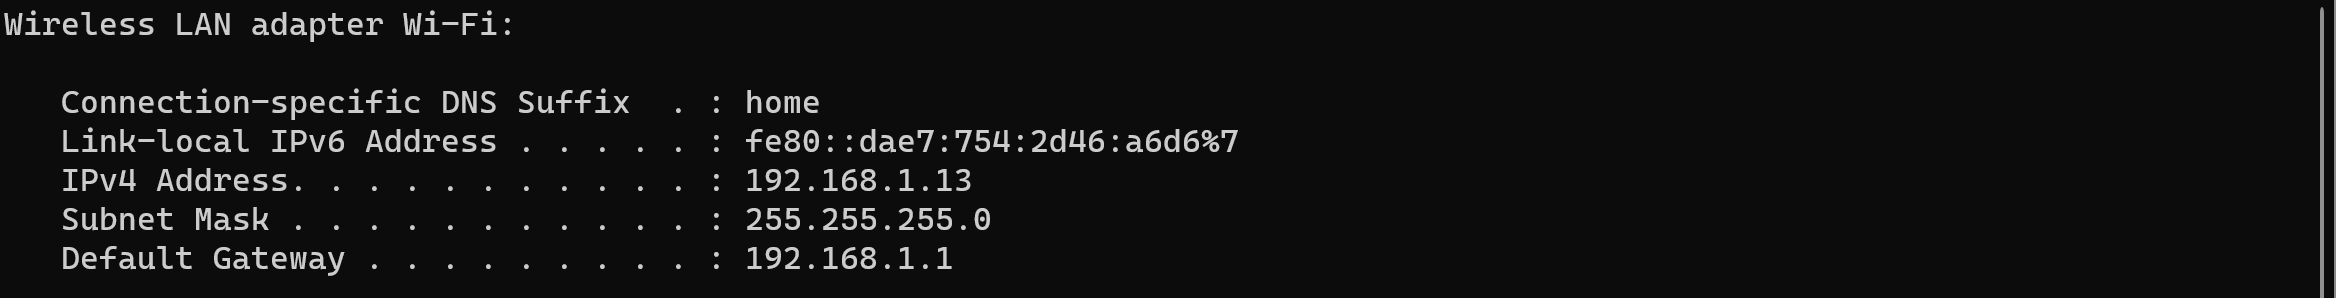 Wireless LAN adapter Wi-Fi:
Connection-specific DNS Suffix  . : home
Link-local IPv6 Address . . . . . : fe80::dae7:754:2d46:a6d6%7
IPv4 Address. . . . . . . . . . . : 192.168.1.13
Subnet Mask . . . . . . . . . . . : 255.255.255.0
Default Gateway . . . . . . . . . : 192.168.1.1